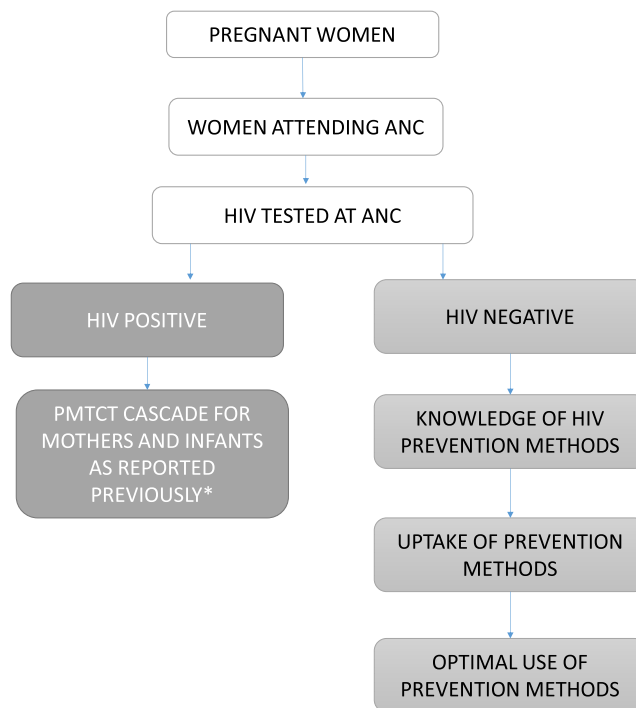 PREGNANT WOMEN
WOMEN ATTENDING ANC
HIV TESTED AT ANC
HIV POSITIVE
HIV NEGATIVE
PMTCT CASCADE FOR
MOTHERS AND INFANTS
AS REPORTED
PREVIOUSLY*
KNOWLEDGE OF HIV
PREVENTION METHODS
UPTAKE OF PREVENTION
METHODS
OPTIMAL USE OF
PREVENTION METHODS